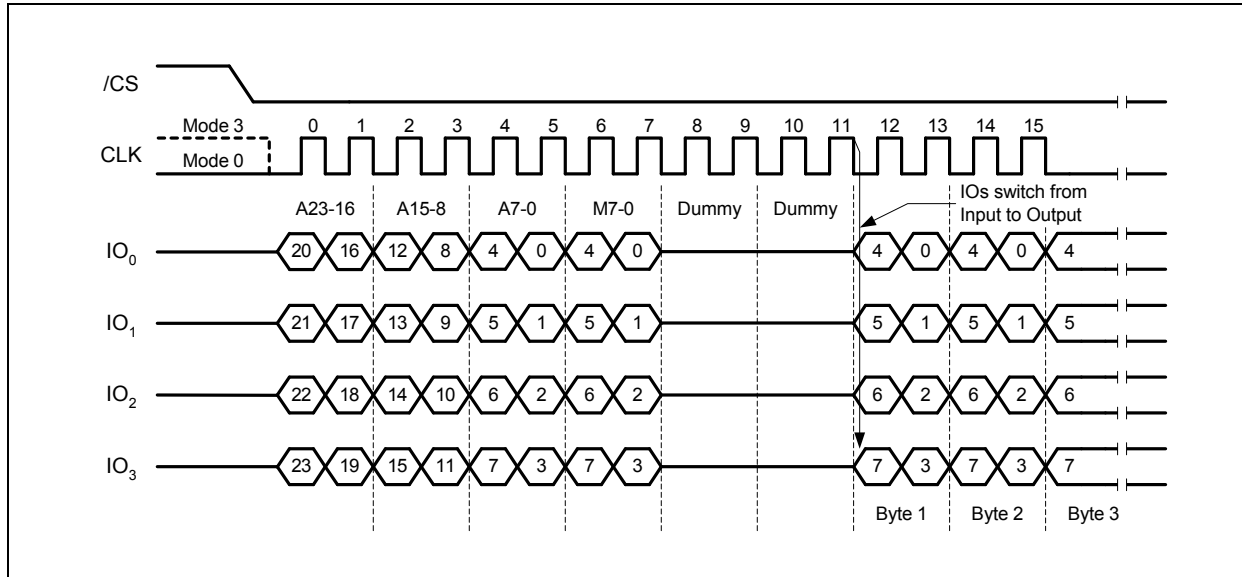 /CS
Mode 3 0 1 2 3 4 5 6 7 8 9 10 11 12 13 14 15
CLK
Mode 0
IOs switch from
Input to Output
A23-16 A15-8 A7-0 M7-0 Dummy Dummy
IO0 20 16 12 8 4 0 4 0 4 0 4 0 4
IO1 21 17 13 9 5 1 5 1 5 1 5 1 5
IO2 22 18 14 10 6 2 6 2 6 2 6 2 6
IO3 23 19 15 11 7 3 7 3 7 3 7 3 7
Byte 1 Byte 2 Byte 3